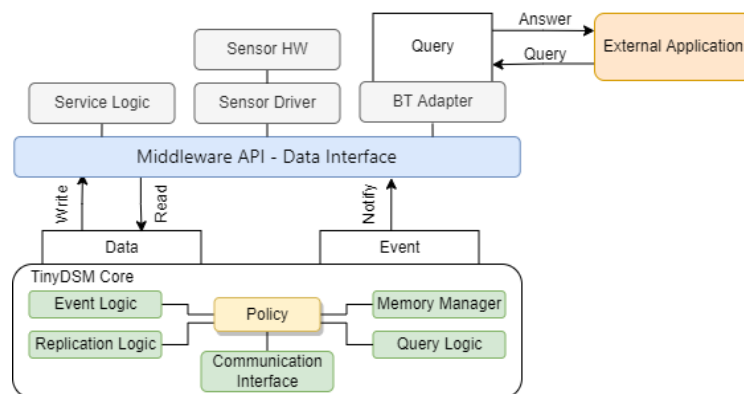 Answer
Query
Query
External Application
Sensor HW
Service Logic
Sensor Driver
BT Adapter
Middleware API - Data Interface
Write
Read
Notify
Data
Event
TinyDSM Core
Event Logic
Policy
Memory Manager
Replication Logic
Query Logic
Communication
Interface